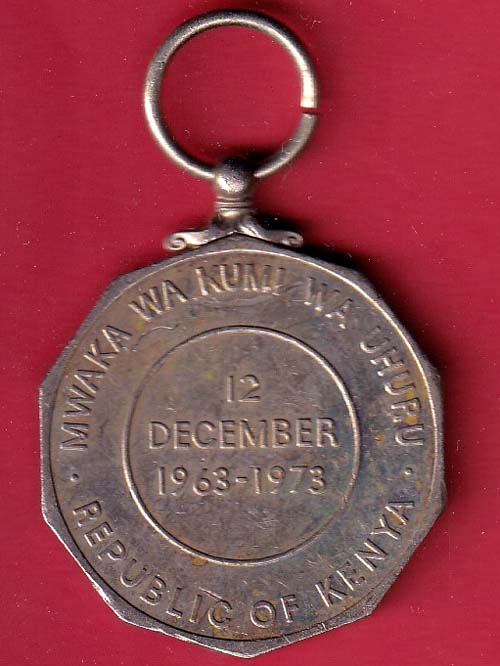 MWAKA WA KUMI WA UHURU
12
DECEMBER
1963-1973
REPUBLIC OF KENYA